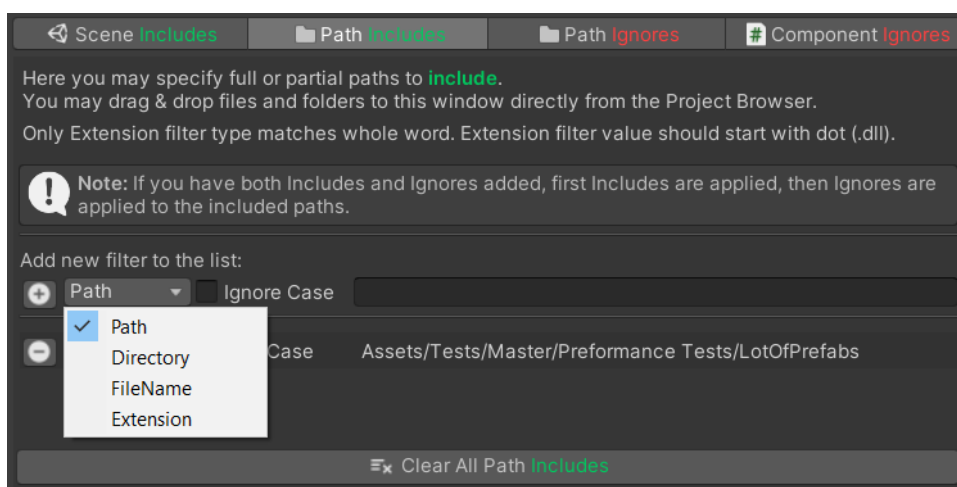 Scene Includes Path Includes Path Ignores # Component Ignores
Here you may specify full or partial paths to include.
You may drag & drop files and folders to this window directly from the Project Browser.
Only Extension filter type matches whole word. Extension filter value should start with dot (.dll).
Note: If you have both Includes and Ignores added, first Includes are applied, then Ignores are
applied to the included paths.
Add new filter to the list:
Path Ignore Case
Path
Case Assets/Tests/Master/Preformance Tests/LotOfPrefabs
Directory
FileName
Extension
Clear All Path Includes